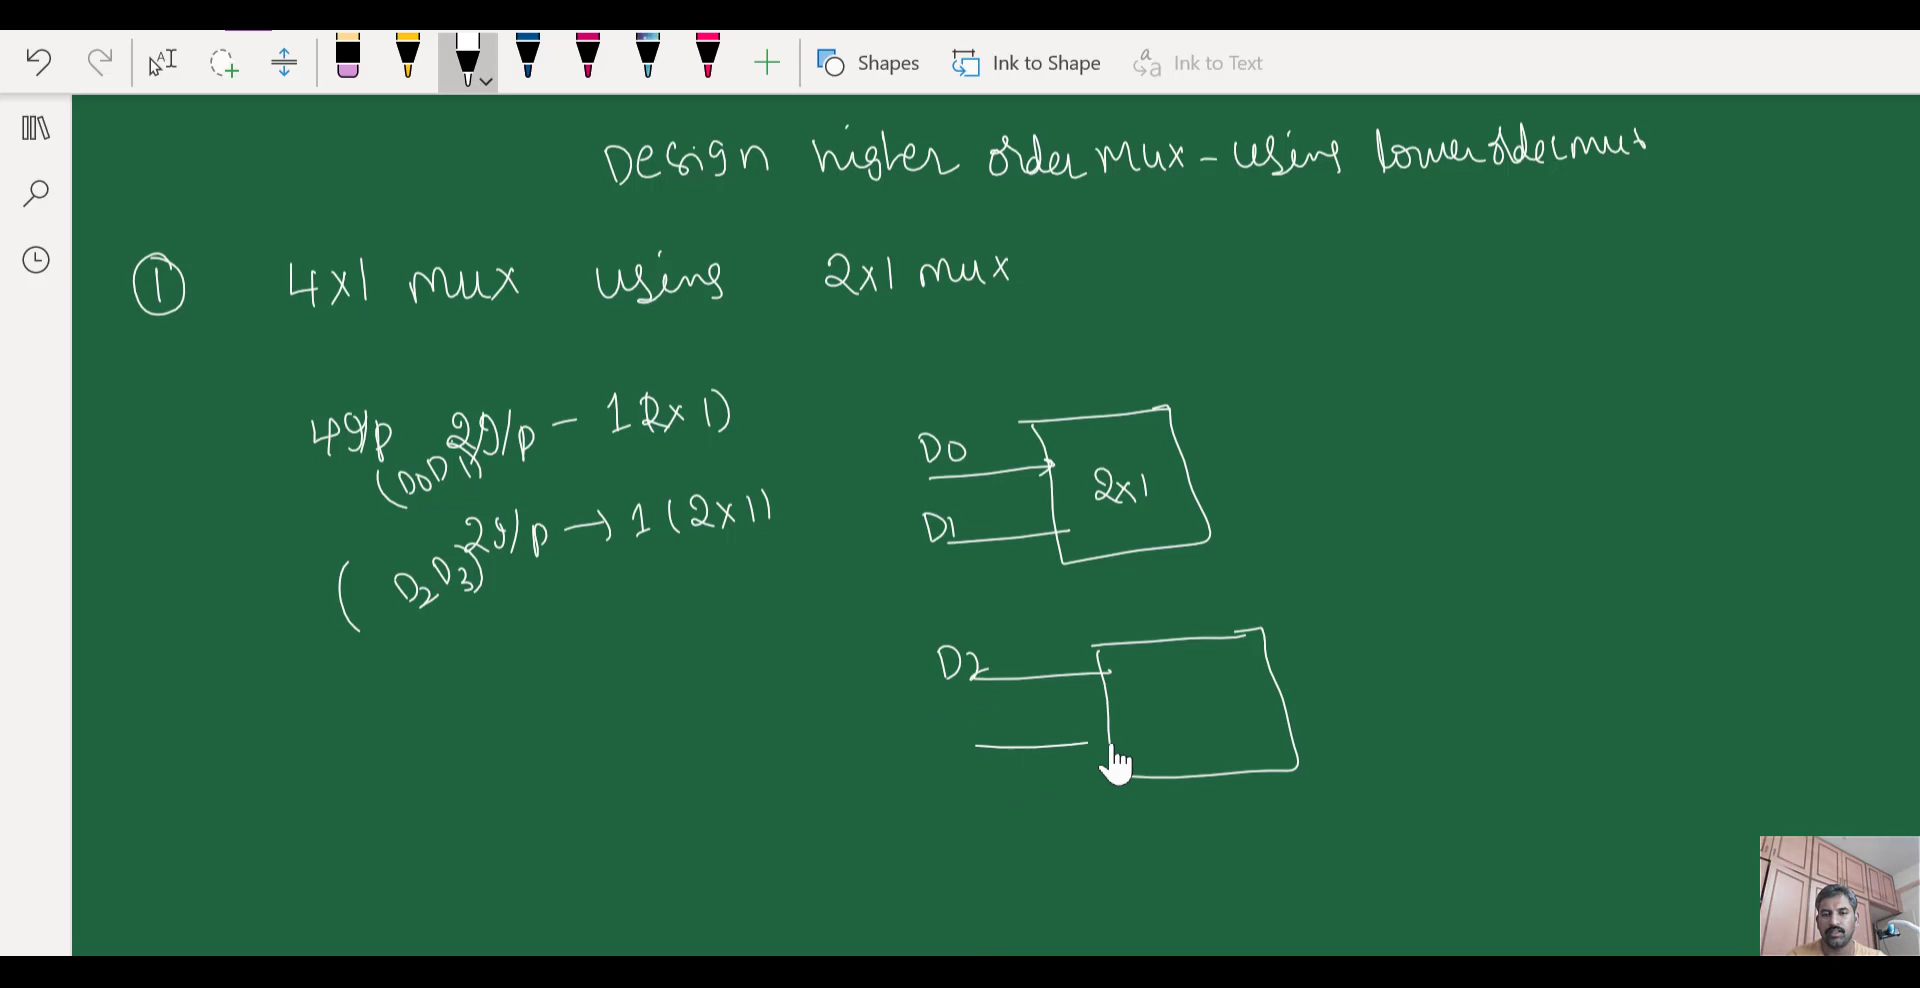 Shapes Ink to Shape Ink to Text
Design higher order mux - using lower order mux
1 4x1 mux using 2x1 mux
4 I/p 2 I/p - 1 (2x1)
(D0 D1)
2 I/p → 1 (2x1)
(D2 D3)
D0
2x1
D1
D2